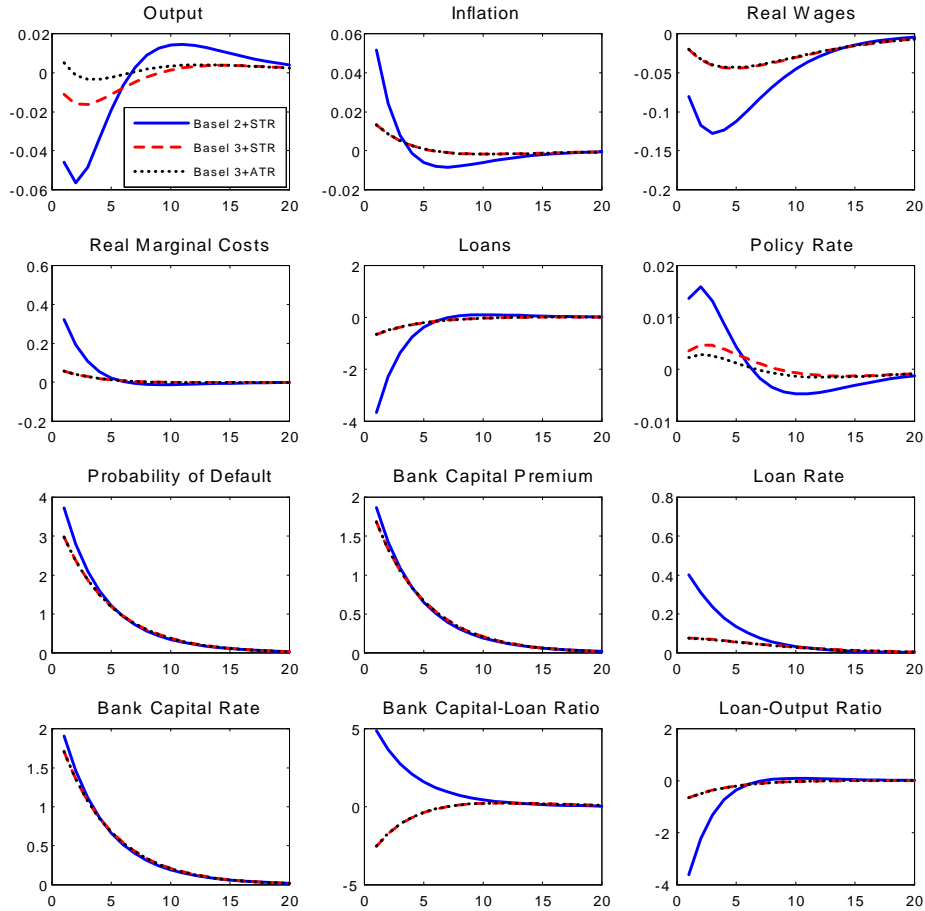 Output
0.02
0
-0.02
-0.04
-0.06
0 5 10 15 20
Basel 2+STR
Basel 3+STR
Basel 3+ATR
Inflation
0.06
0.04
0.02
0
-0.02
0 5 10 15 20
Real Wages
0
-0.05
-0.1
-0.15
-0.2
0 5 10 15 20
Real Marginal Costs
0.6
0.4
0.2
0
-0.2
0 5 10 15 20
Loans
2
0
-2
-4
0 5 10 15 20
Policy Rate
0.02
0.01
0
-0.01
0 5 10 15 20
Probability of Default
4
3
2
1
0
0 5 10 15 20
Bank Capital Premium
2
1.5
1
0.5
0
0 5 10 15 20
Loan Rate
0.8
0.6
0.4
0.2
0
0 5 10 15 20
Bank Capital Rate
2
1.5
1
0.5
0
0 5 10 15 20
Bank Capital-Loan Ratio
5
0
-5
0 5 10 15 20
Loan-Output Ratio
2
0
-2
-4
0 5 10 15 20